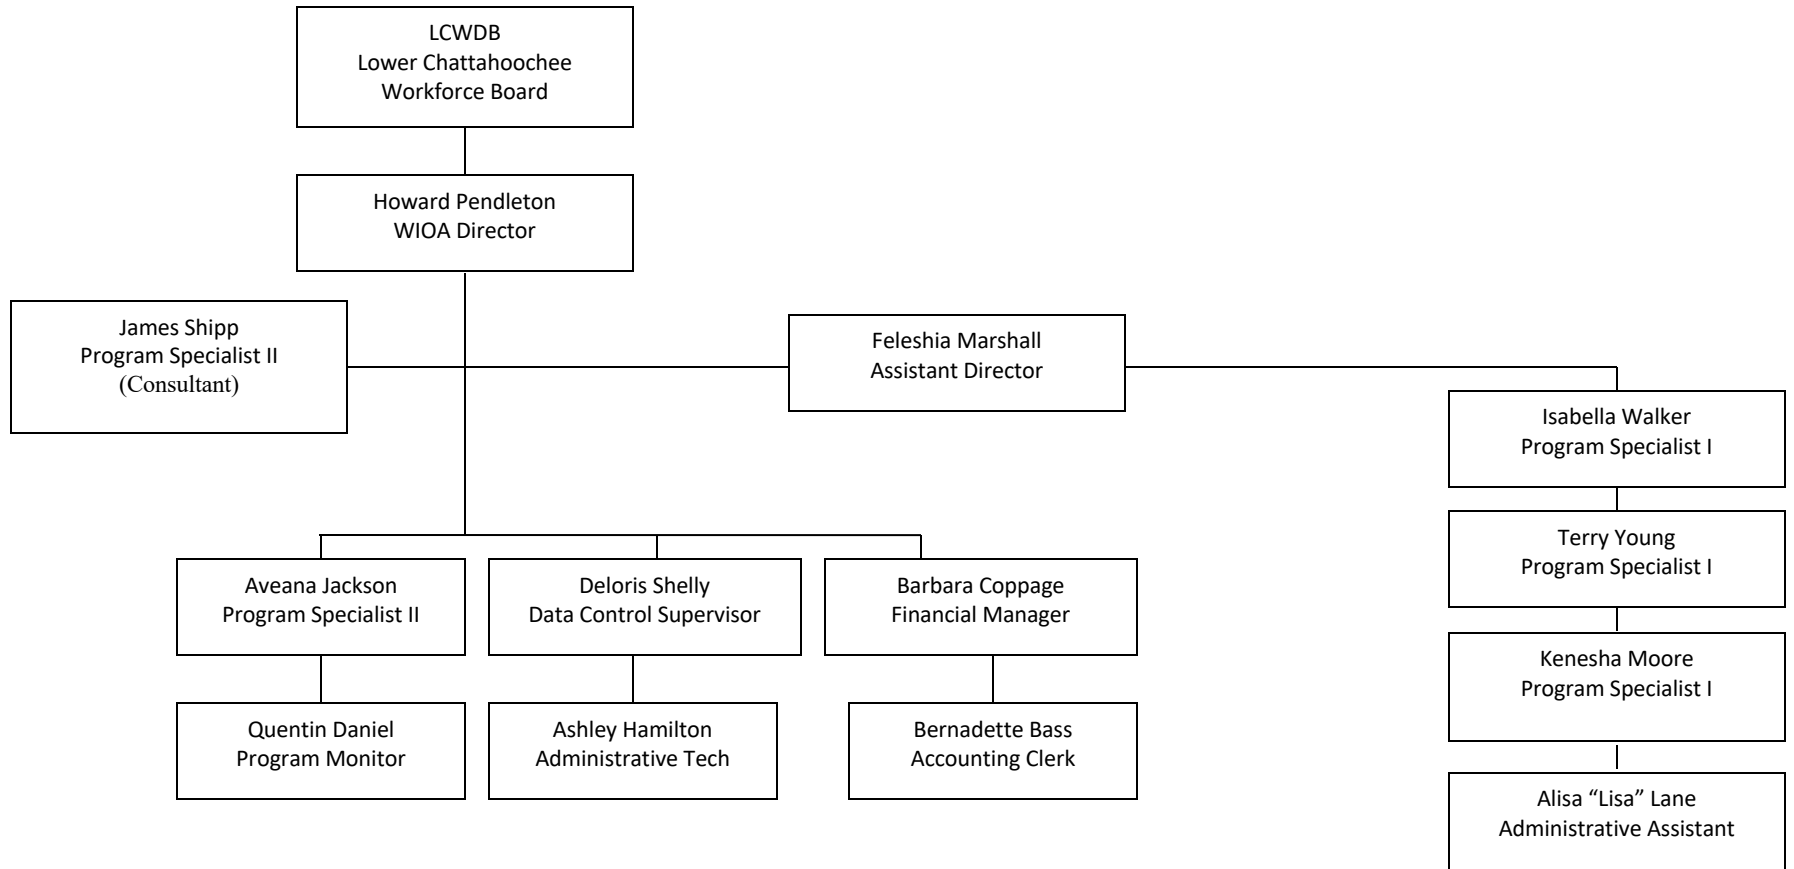 LCWDB
Lower Chattahoochee
Workforce Board
Howard Pendleton
WIOA Director
James Shipp
Program Specialist II
(Consultant)
Feleshia Marshall
Assistant Director
Isabella Walker
Program Specialist I
Terry Young
Program Specialist I
Kenesha Moore
Program Specialist I
Alisa “Lisa” Lane
Administrative Assistant
Aveana Jackson
Program Specialist II
Deloris Shelly
Data Control Supervisor
Barbara Coppage
Financial Manager
Quentin Daniel
Program Monitor
Ashley Hamilton
Administrative Tech
Bernadette Bass
Accounting Clerk